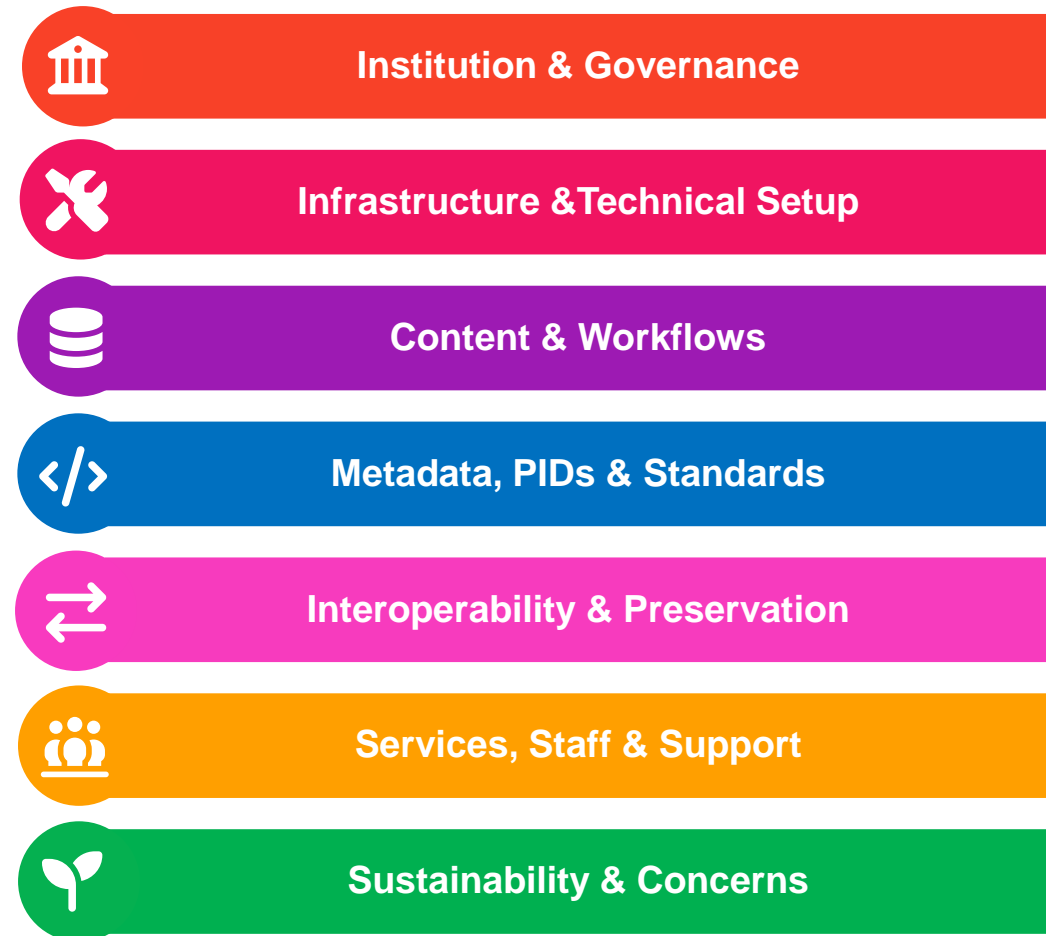 Institution & Governance
Infrastructure &Technical Setup
Content & Workflows
Metadata, PIDs & Standards
Interoperability & Preservation
Services, Staff & Support
Sustainability & Concerns